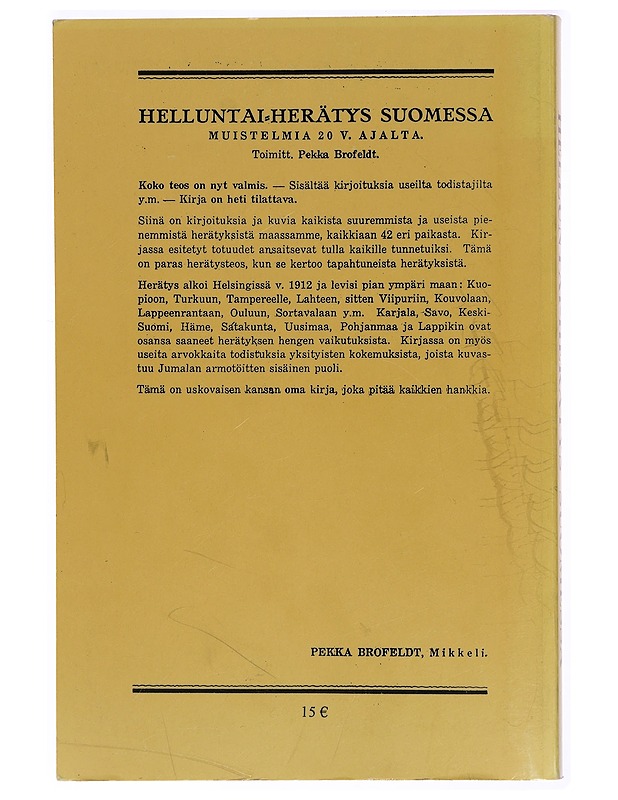 HELLUNTAI-HERÄTYS SUOMESSA
MUISTELMIA 20 V. AJALTA.
Toimitt. Pekka Brofeldt.
Koko teos on nyt valmis. — Sisältää kirjoituksia useilta todistajilta
y.m. — Kirja on heti tilattava.
Siinä on kirjoituksia ja kuvia kaikista suuremmista ja useista pie-
nemmistä herätyksistä maassamme, kaikkiaan 42 eri paikasta. Kir-
jassa esitetyt totuudet ansaitsevat tulla kaikille tunnetuiksi. Tämä
on paras herätysteos, kun se kertoo tapahtuneista herätyksistä.
Herätys alkoi Helsingissä v. 1912 ja levisi pian ympäri maan: Kuo-
pioon, Turkuun, Tampereelle, Lahteen, sitten Viipuriin, Kouvolaan,
Lappeenrantaan, Ouluun, Sortavalaan y.m. Karjala, Savo, Keski-
Suomi, Häme, Satakunta, Uusimaa, Pohjanmaa ja Lappikin ovat
osansa saaneet herätyksen hengen vaikutuksista. Kirjassa on myös
useita arvokkaita todistuksia yksityisten kokemuksista, joista kuvas-
tuu Jumalan armotöitten sisäinen puoli.
Tämä on uskovaisen kansan oma kirja, joka pitää kaikkien hankkia.
PEKKA BROFELDT, Mikkeli.
15 €